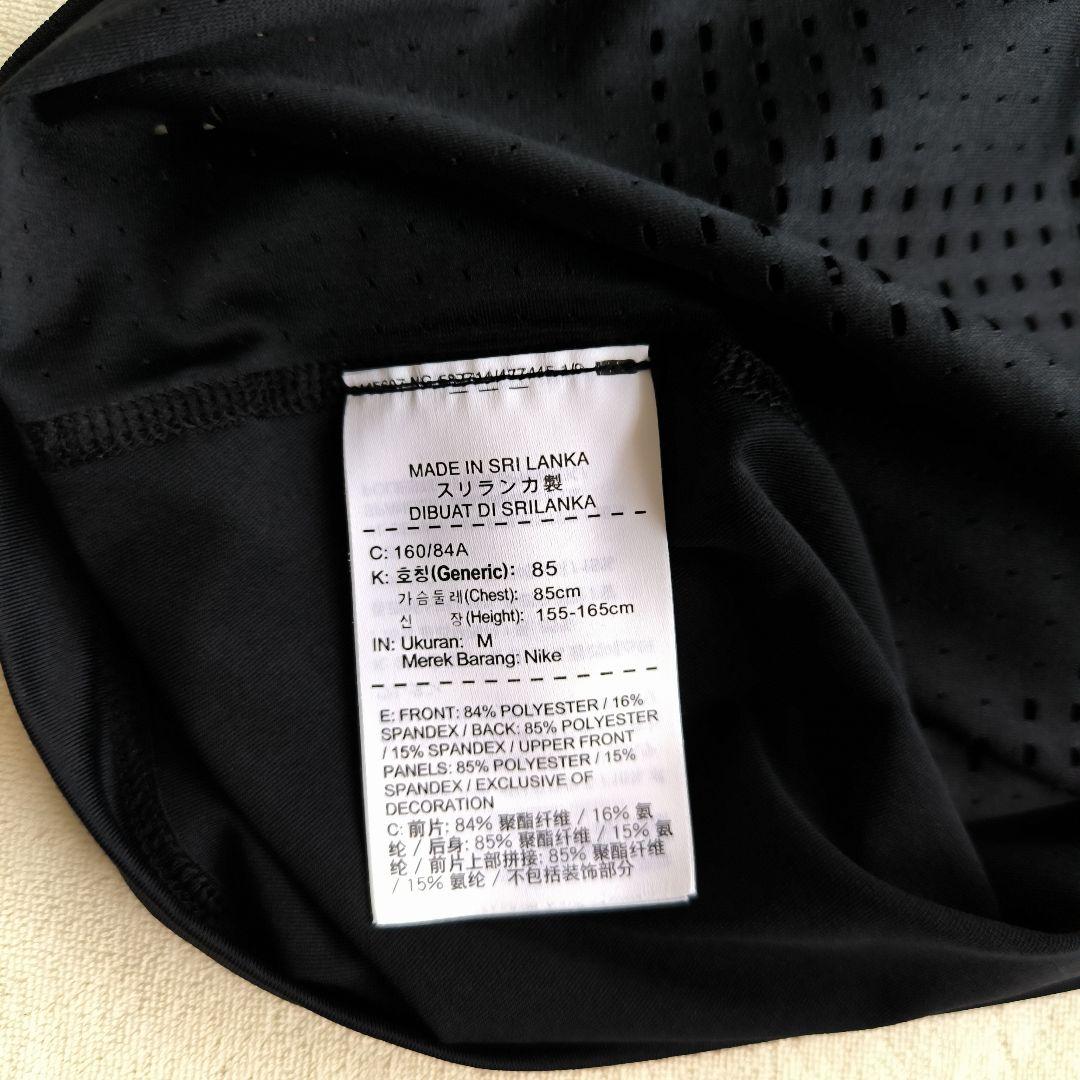 MADE IN SRI LANKA
スリランカ製
DIBUAT DI SRILANKA
C: 160/84A
K: 호칭(Generic): 85
가슴둘레(Chest): 85cm
신 장(Height): 155-165cm
IN: Ukuran: M
Merek Barang: Nike
E: FRONT: 84% POLYESTER / 16%
SPANDEX / BACK: 85% POLYESTER
/ 15% SPANDEX / UPPER FRONT
PANELS: 85% POLYESTER / 15%
SPANDEX / EXCLUSIVE OF
DECORATION
C: 前片: 84% 聚酯纤维 / 16% 氨
纶 / 后身: 85% 聚酯纤维 / 15% 氨
纶 / 前片上部拼接: 85% 聚酯纤维
/ 15% 氨纶 / 不包括装饰部分